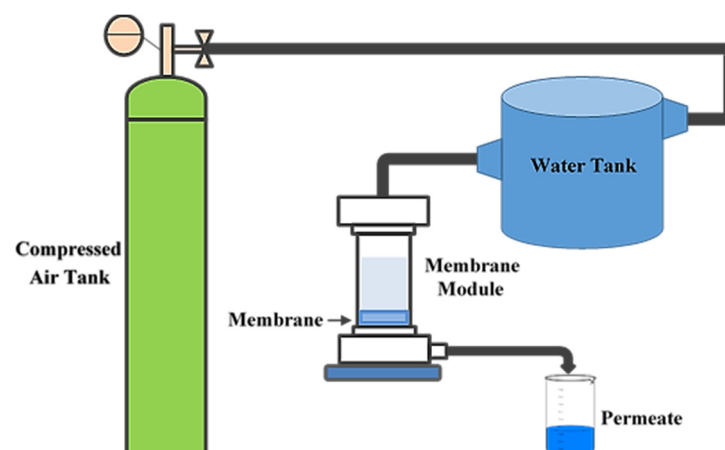 Water Tank
Compressed
Air Tank
Membrane
Module
Membrane
Permeate